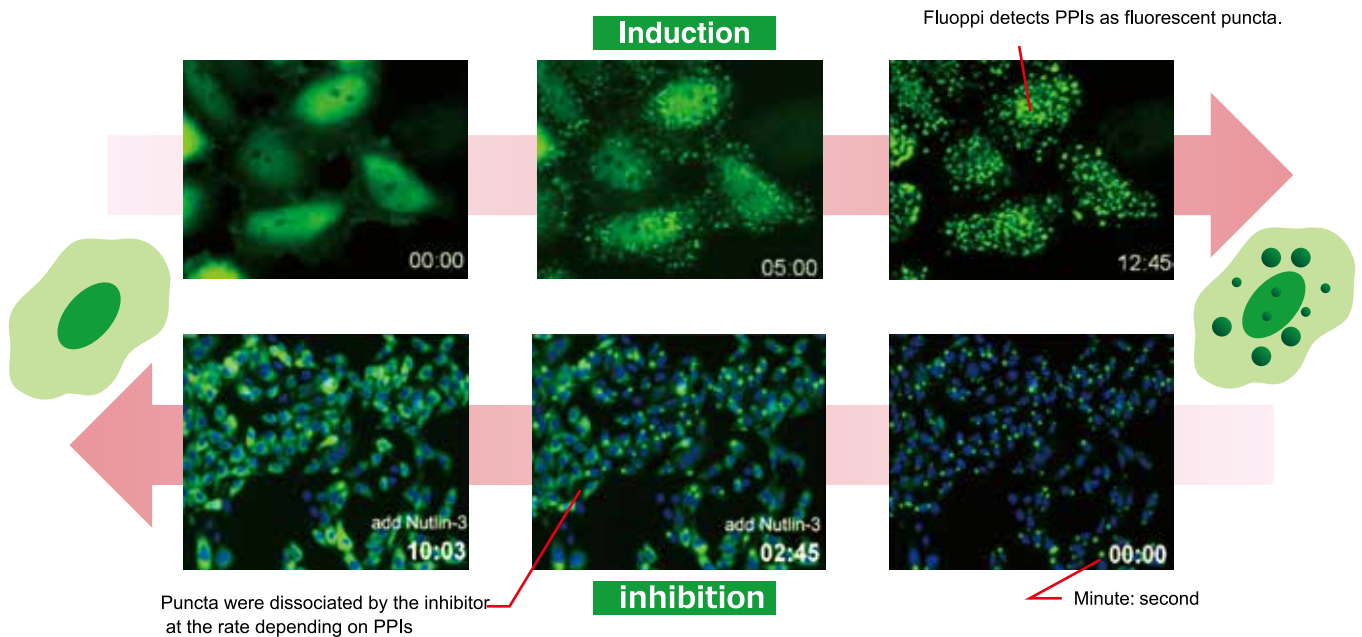 Fluoppi detects PPIs as fluorescent puncta.
Induction
00:00
05:00
12:45
add Nutlin-3
10:03
add Nutlin-3
02:45
00:00
inhibition
Puncta were dissociated by the inhibitor
at the rate depending on PPIs
Minute: second